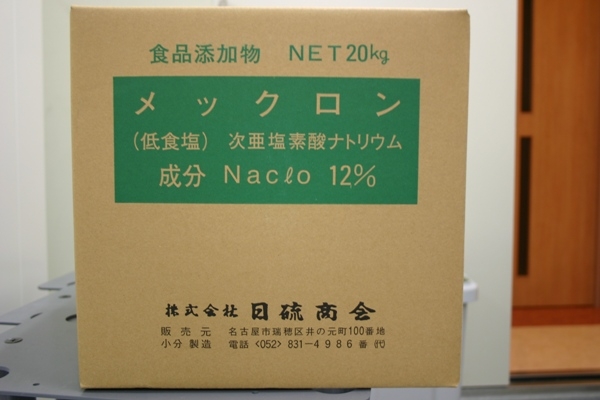 食品添加物 NET20kg
メックロン
(低食塩) 次亜塩素酸ナトリウム
成分 Nacℓo 12%
株式会社 日硫商会
販売元 名古屋市瑞穂区井の元町100番地
小分製造 電話<052>831-4986番(代)